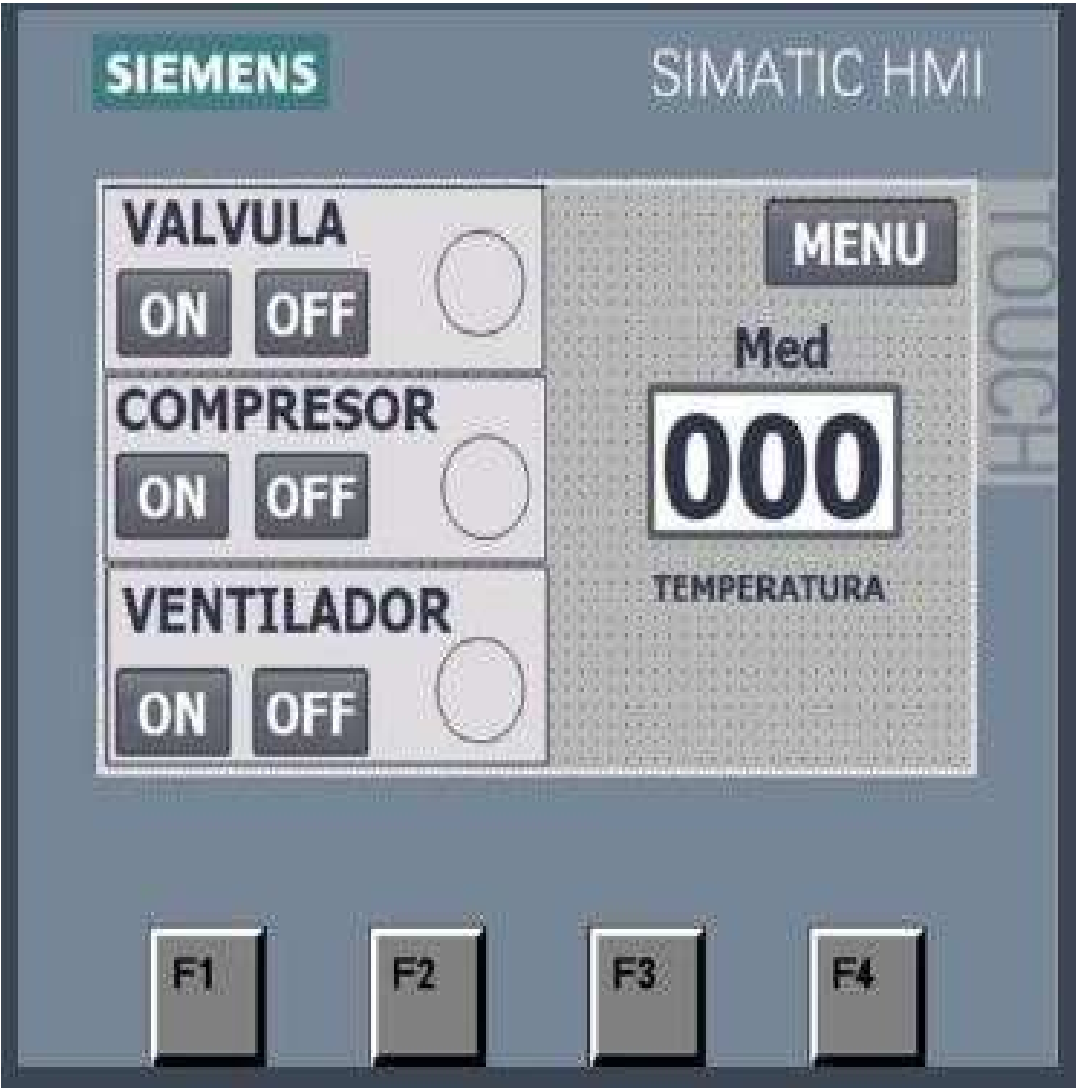 SIEMENS
SIMATIC HMI
TOUCH
VALVULA
ON OFF
COMPRESOR
ON OFF
VENTILADOR
ON OFF
MENU
Med
000
TEMPERATURA
F1 F2 F3 F4